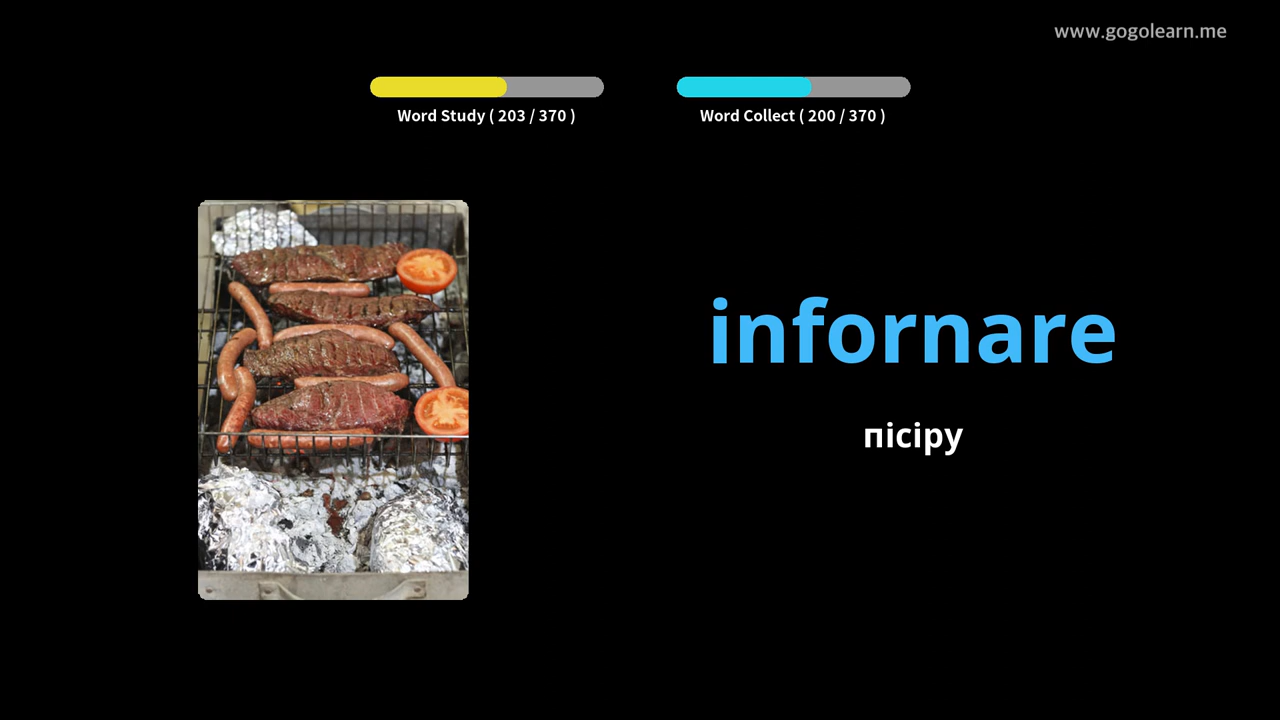 www.gogolearn.me
Word Study ( 203 / 370 )
Word Collect ( 200 / 370 )
infornare
пісіру